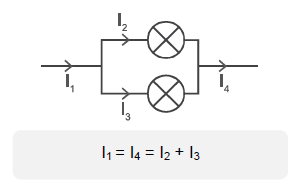 I₂
I₁
I₄
I₃
I₁ = I₄ = I₂ + I₃